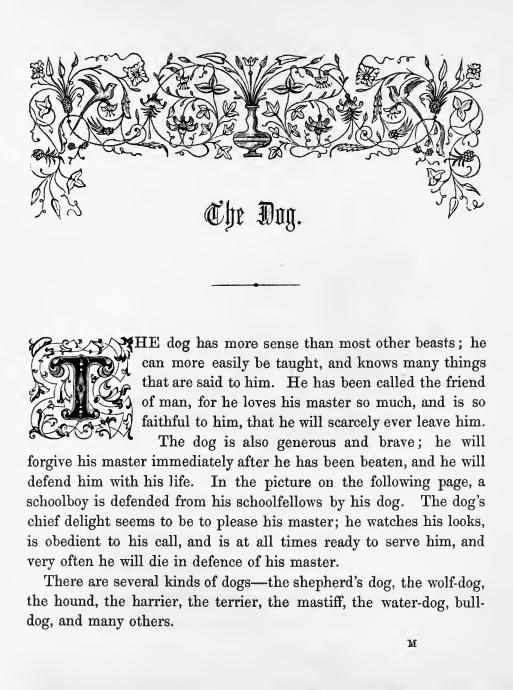 The Dog.
THE dog has more sense than most other beasts; he
can more easily be taught, and knows many things
that are said to him. He has been called the friend
of man, for he loves his master so much, and is so
faithful to him, that he will scarcely ever leave him.
The dog is also generous and brave; he will
forgive his master immediately after he has been beaten, and he will
defend him with his life. In the picture on the following page, a
schoolboy is defended from his schoolfellows by his dog. The dog's
chief delight seems to be to please his master; he watches his looks,
is obedient to his call, and is at all times ready to serve him, and
very often he will die in defence of his master.
There are several kinds of dogs—the shepherd's dog, the wolf-dog,
the hound, the harrier, the terrier, the mastiff, the water-dog, bull-
dog, and many others.
M